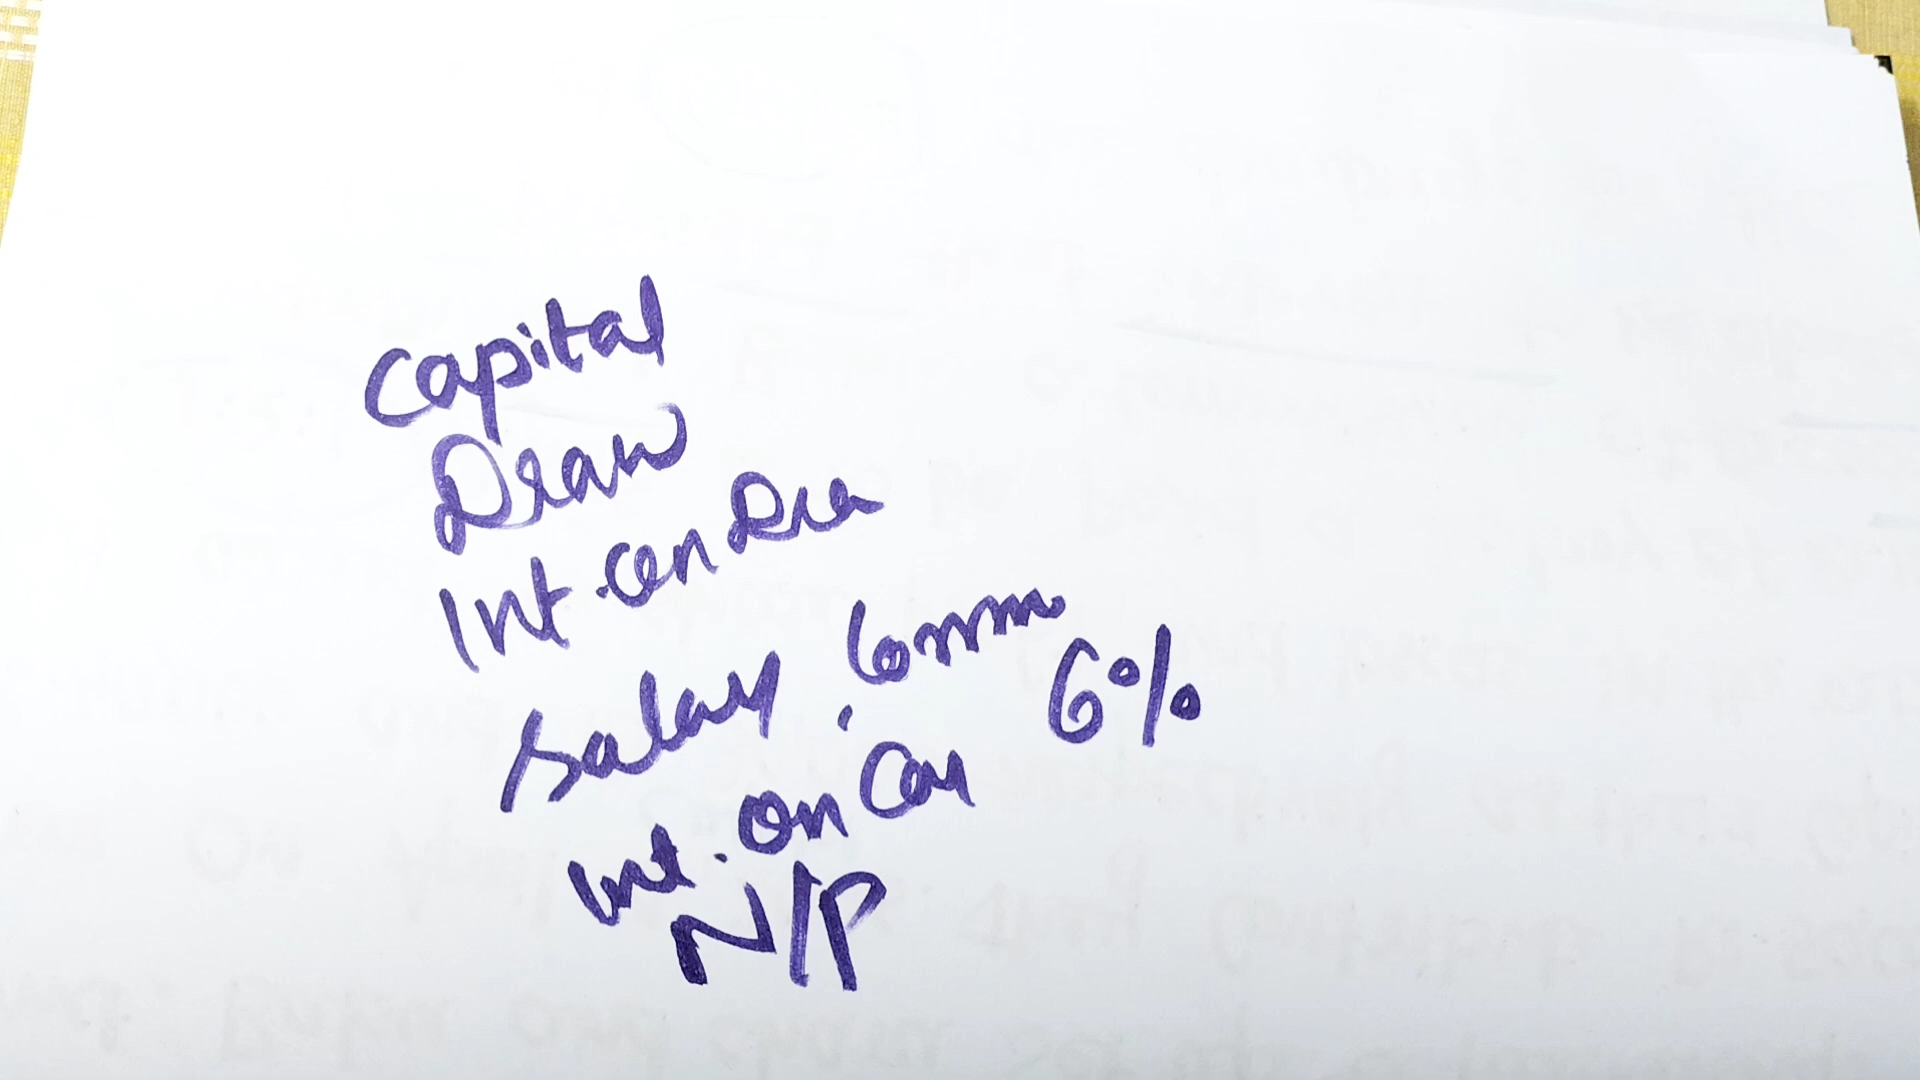 Capital
Draw
Int. on Dra
Salary. Comm
Int. on Cap 6%
N/P